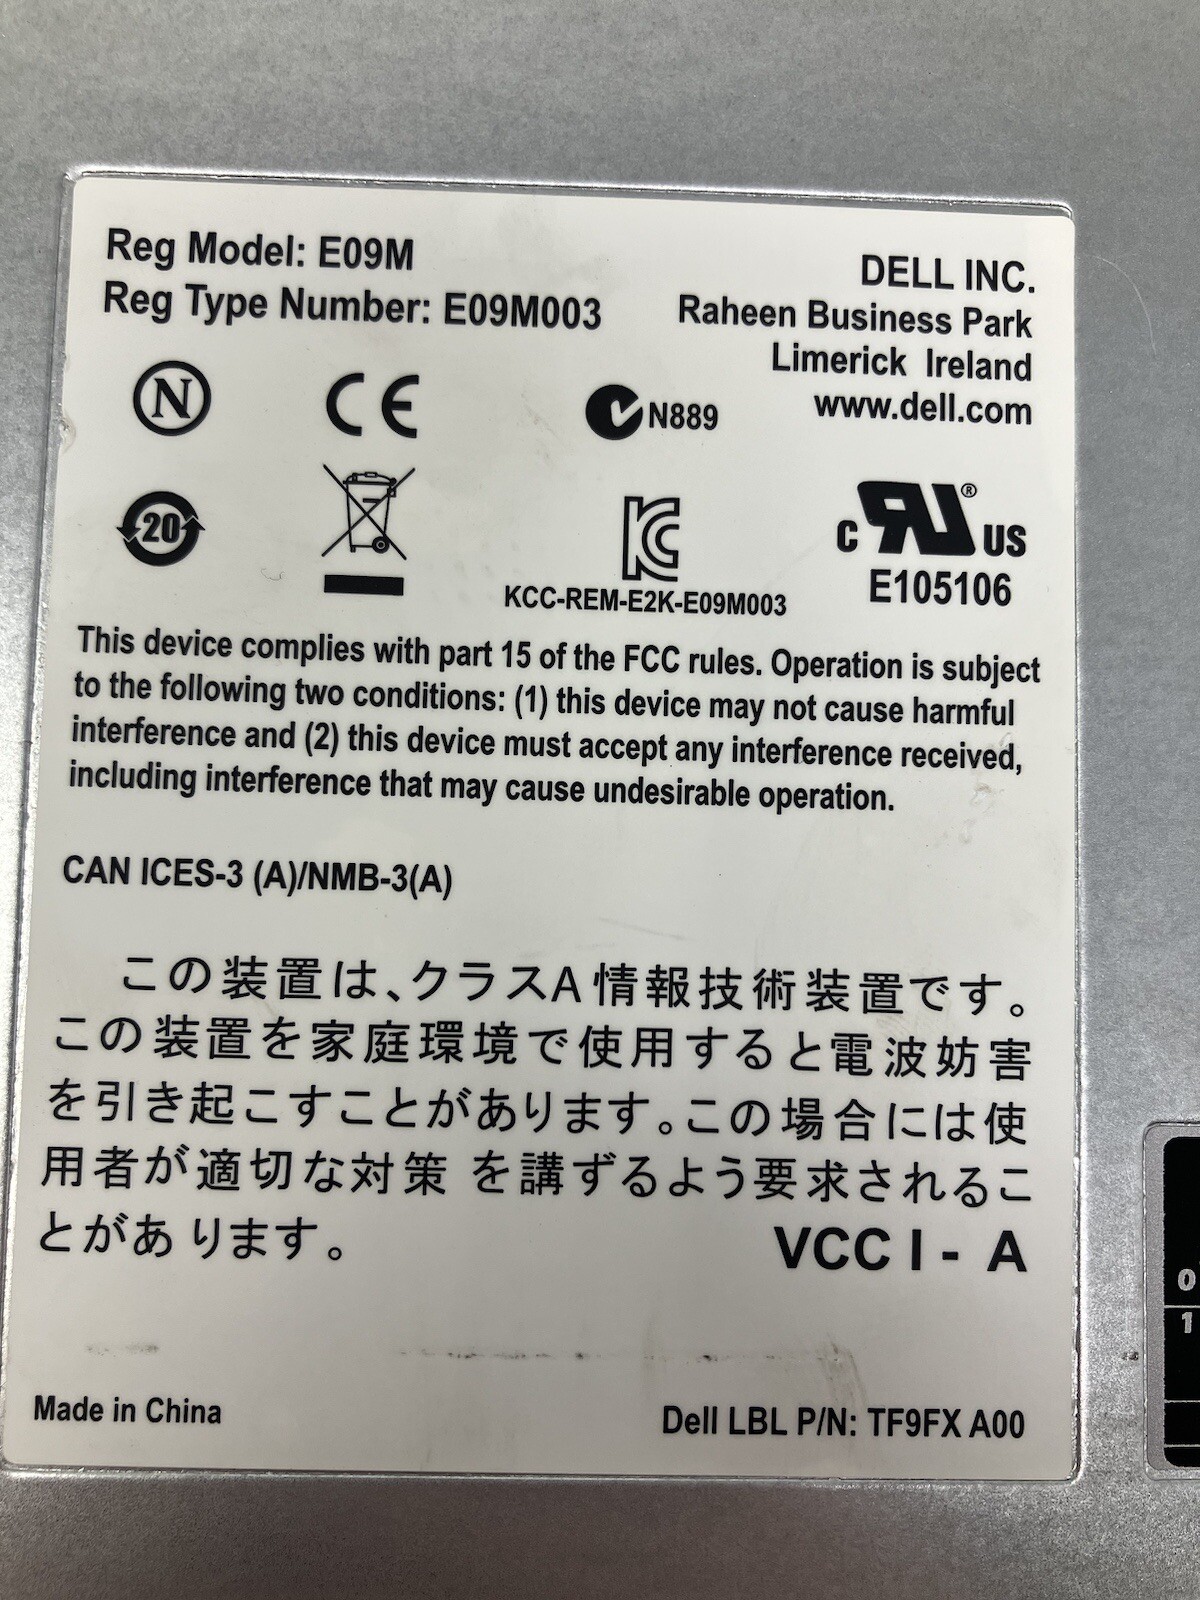 Reg Model: E09M
Reg Type Number: E09M003
DELL INC.
Raheen Business Park
Limerick Ireland
www.dell.com
N
CE
N889
20
KCC-REM-E2K-E09M003
c RU ® US
E105106
This device complies with part 15 of the FCC rules. Operation is subject
to the following two conditions: (1) this device may not cause harmful
interference and (2) this device must accept any interference received,
including interference that may cause undesirable operation.
CAN ICES-3 (A)/NMB-3(A)
この装置は、クラスA情報技術装置です。
この装置を家庭環境で使用すると電波妨害
を引き起こすことがあります。この場合には使
用者が適切な対策 を講ずるよう要求されるこ
とがあ ります。
VCC I - A
Made in China
Dell LBL P/N: TF9FX A00
0
1